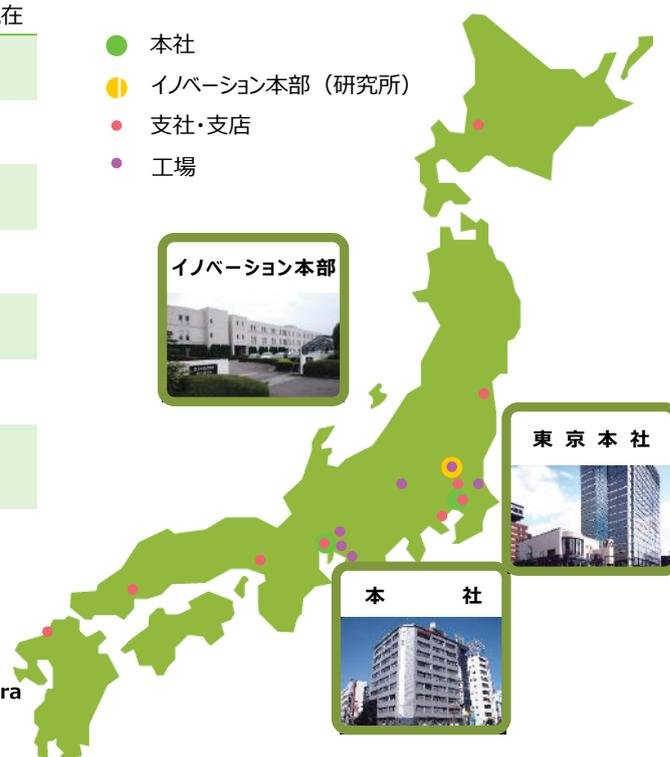 在
本社
イノベーション本部（研究所）
支社・支店
工場
イノベーション本部
東京本社
本社
ra